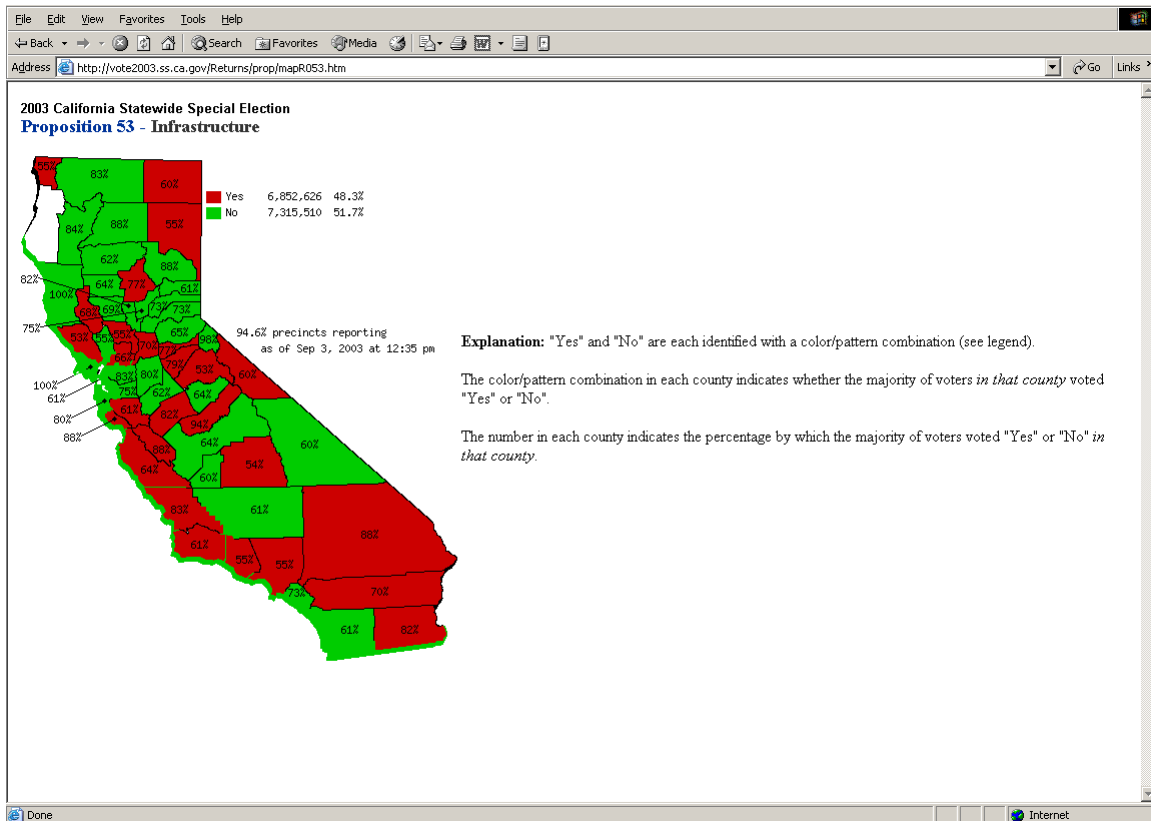 File Edit View Favorites Tools Help
Back Search Favorites Media
Address http://vote2003.ss.ca.gov/Returns/prop/mapR053.htm Go Links »
2003 California Statewide Special Election
Proposition 53 - Infrastructure
55% 83% 60%
Yes 6,852,626 48.3%
No 7,315,510 51.7%
84% 88% 55%
62% 88%
82% 64% 77% 61%
100%
68% 69% 73% 73%
75% 53% 55% 55% 65% 98%
94.6% precincts reporting
as of Sep 3, 2003 at 12:35 pm
70% 77%
79% 53% 60%
100% 83% 80%
61% 75% 62% 64%
80% 61% 82%
88% 94%
88% 64% 60%
64% 54%
60%
83% 61%
61% 88%
55% 55%
73% 70%
61% 82%
Explanation: "Yes" and "No" are each identified with a color/pattern combination (see legend).
The color/pattern combination in each county indicates whether the majority of voters in that county voted
"Yes" or "No".
The number in each county indicates the percentage by which the majority of voters voted "Yes" or "No" in
that county.
Done Internet